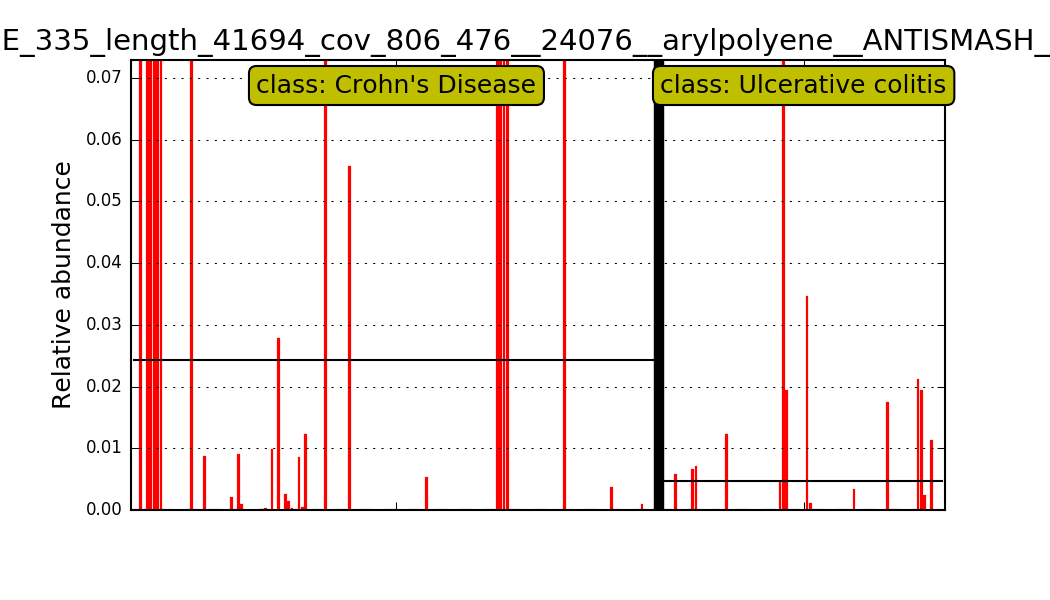 E_335_length_41694_cov_806_476__24076__arylpolyene__ANTISMASH_
class: Crohn's Disease
class: Ulcerative colitis
Relative abundance
0.07
0.06
0.05
0.04
0.03
0.02
0.01
0.00